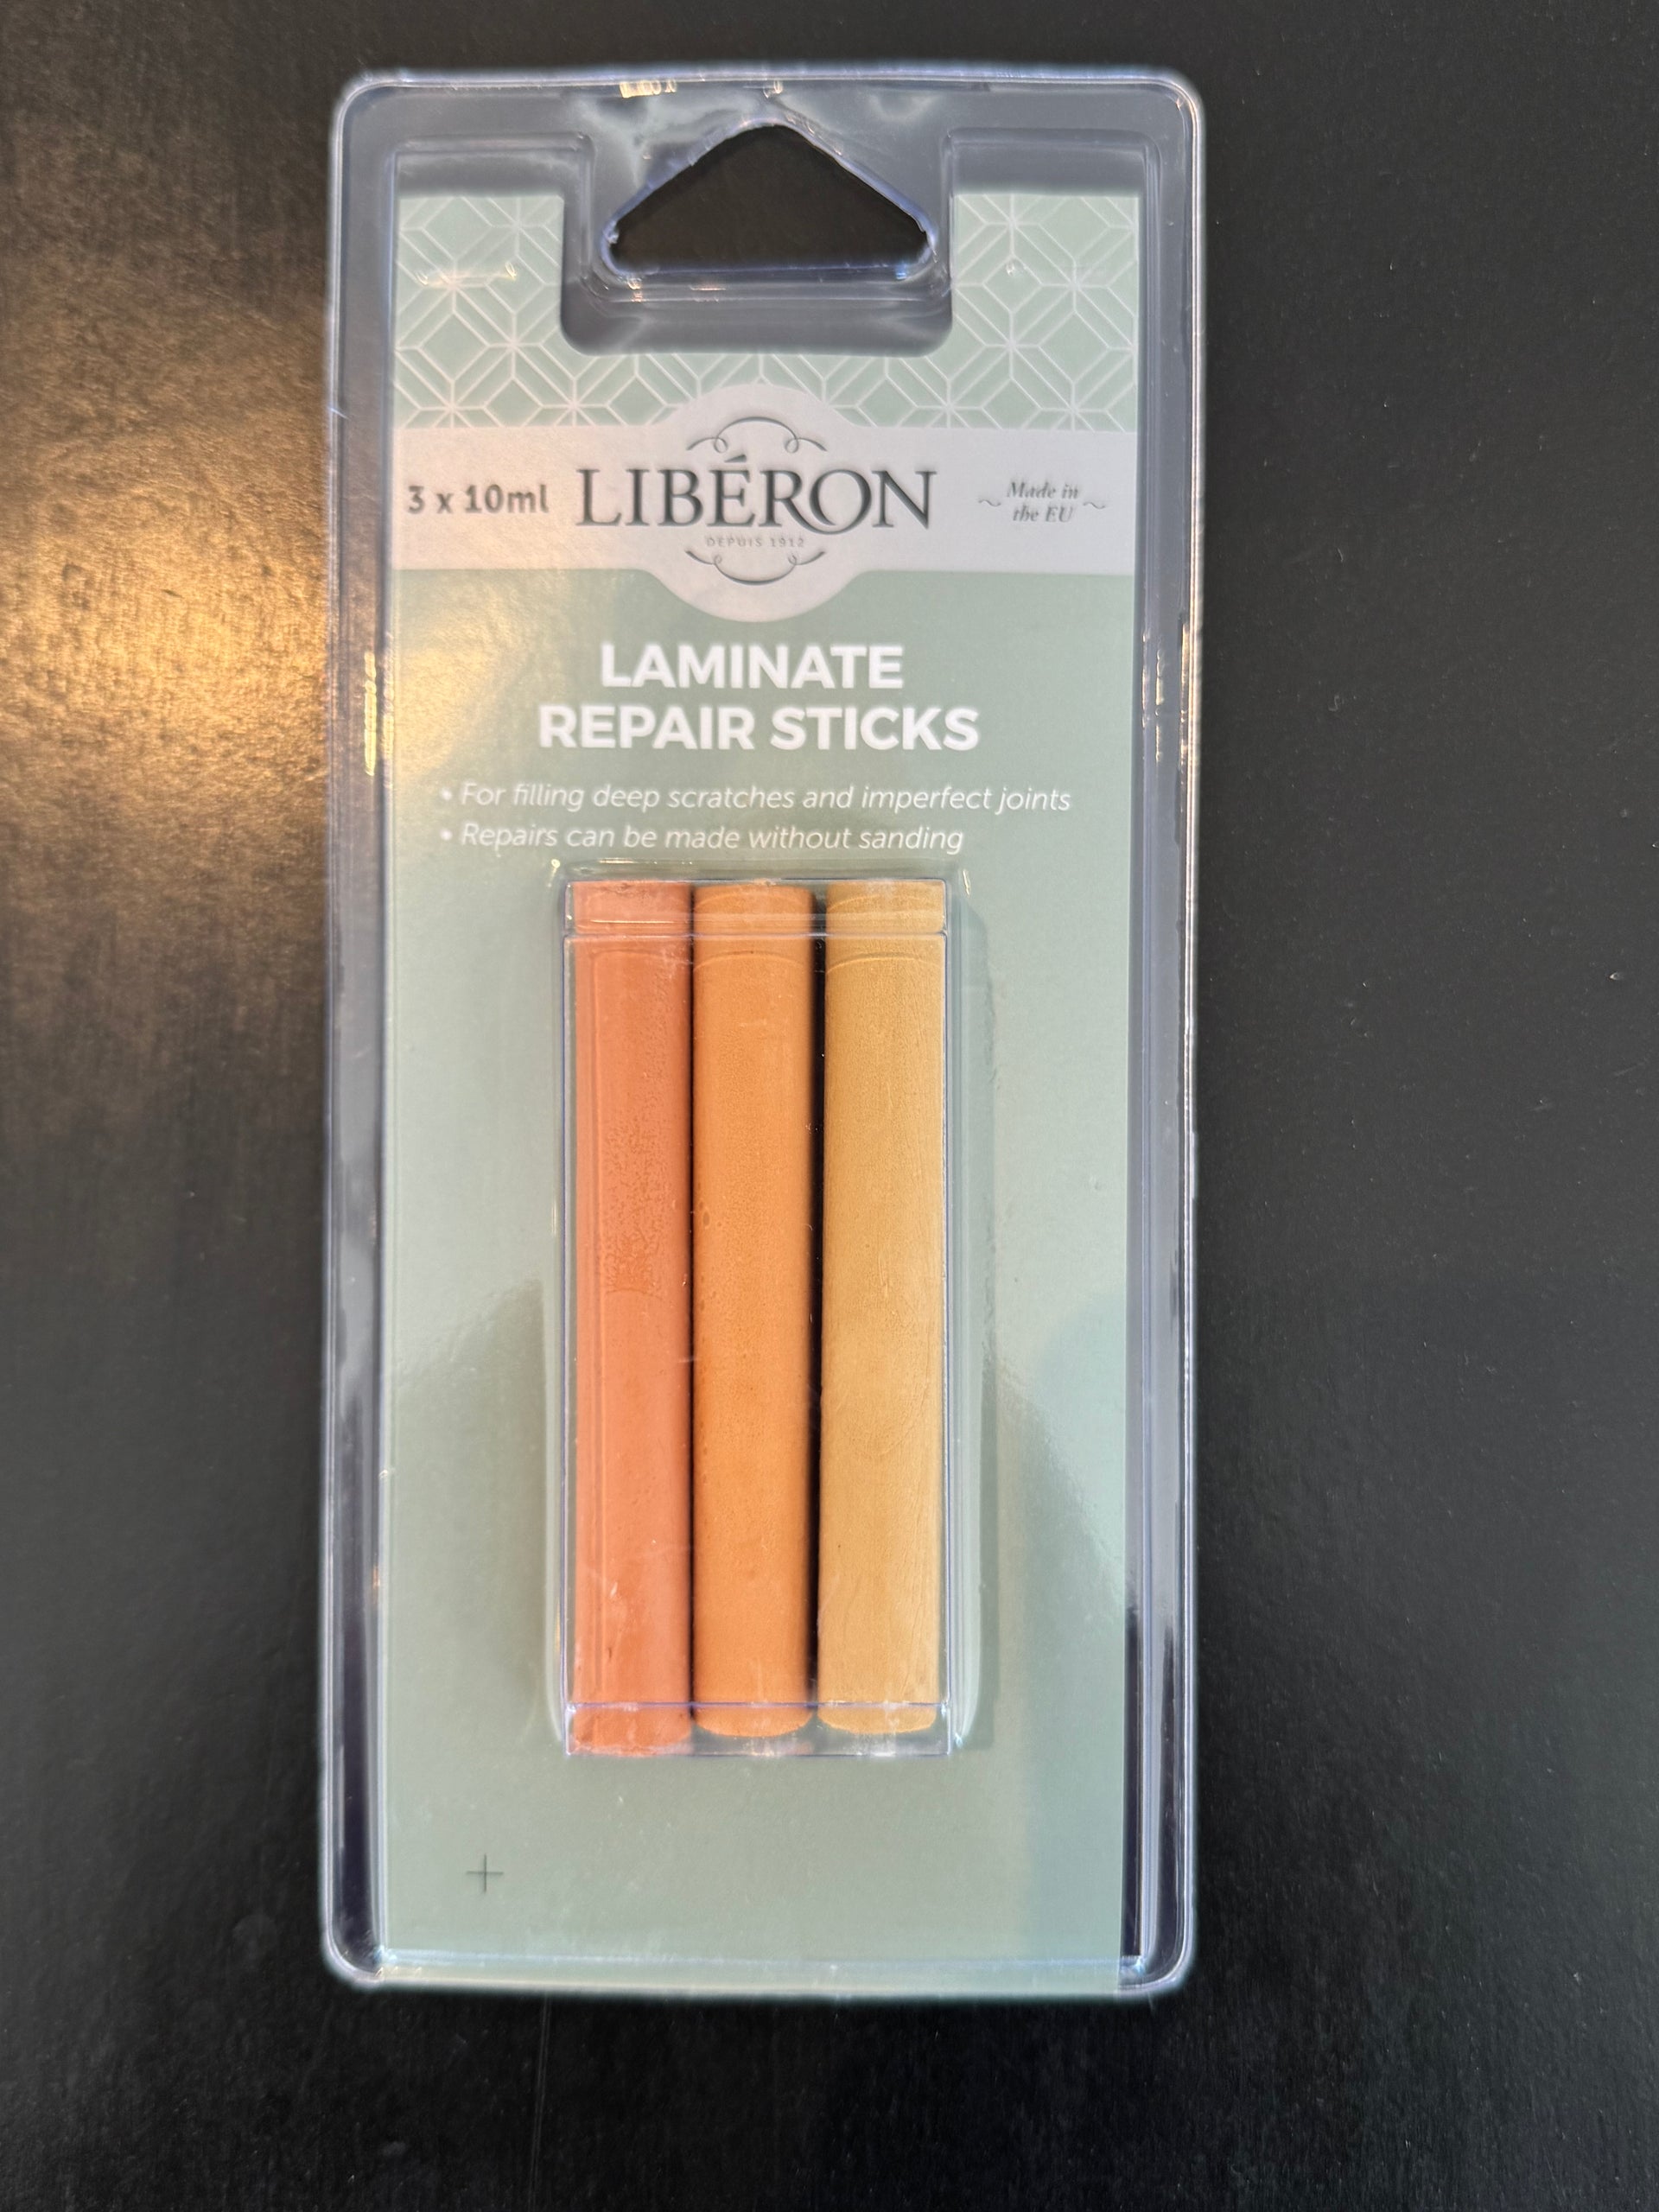 3 x 10ml
LIBÉRON
DEPUIS 1912
Made in
the EU
LAMINATE
REPAIR STICKS
• For filling deep scratches and imperfect joints
• Repairs can be made without sanding